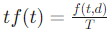 tf(t) = f(t,d)/T